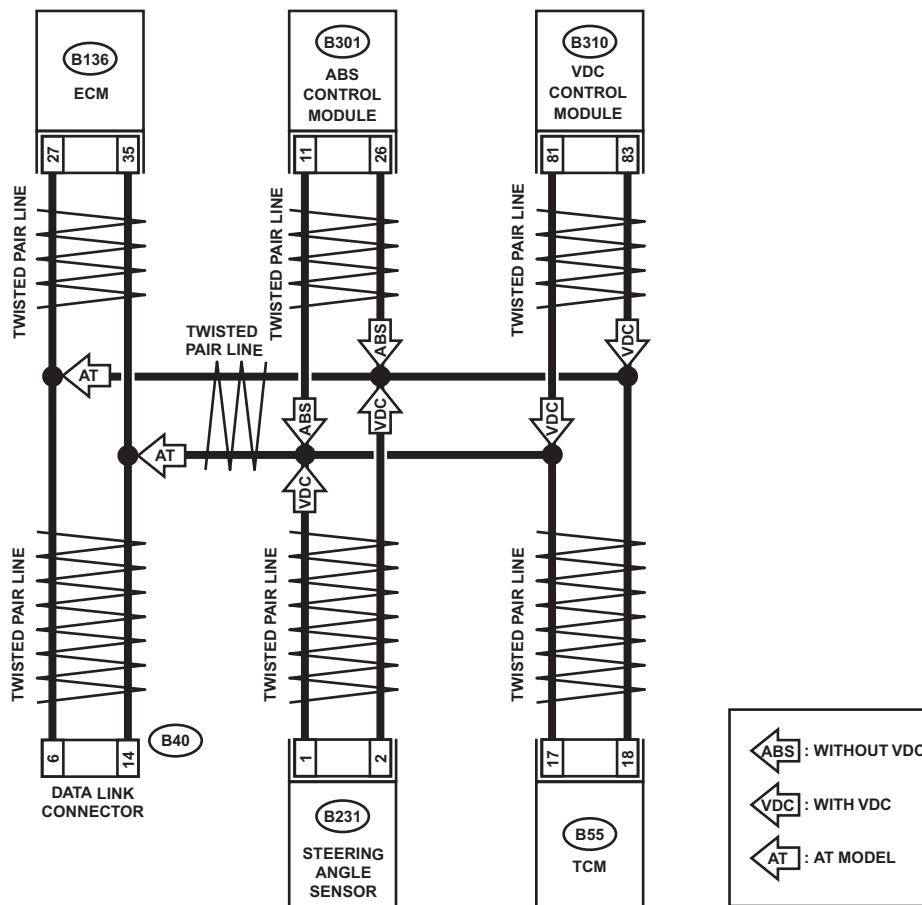 B136
ECM
27
35
B301
ABS
CONTROL
MODULE
11
26
B310
VDC
CONTROL
MODULE
81
83
TWISTED PAIR LINE
TWISTED PAIR LINE
TWISTED PAIR LINE
TWISTED
PAIR LINE
ABS
VDC
AT
VDC
ABS
VDC
AT
VDC
TWISTED PAIR LINE
TWISTED PAIR LINE
TWISTED PAIR LINE
6
14
B40
DATA LINK
CONNECTOR
1
2
B231
STEERING
ANGLE
SENSOR
17
18
B55
TCM
ABS : WITHOUT VDC
VDC : WITH VDC
AT : AT MODEL